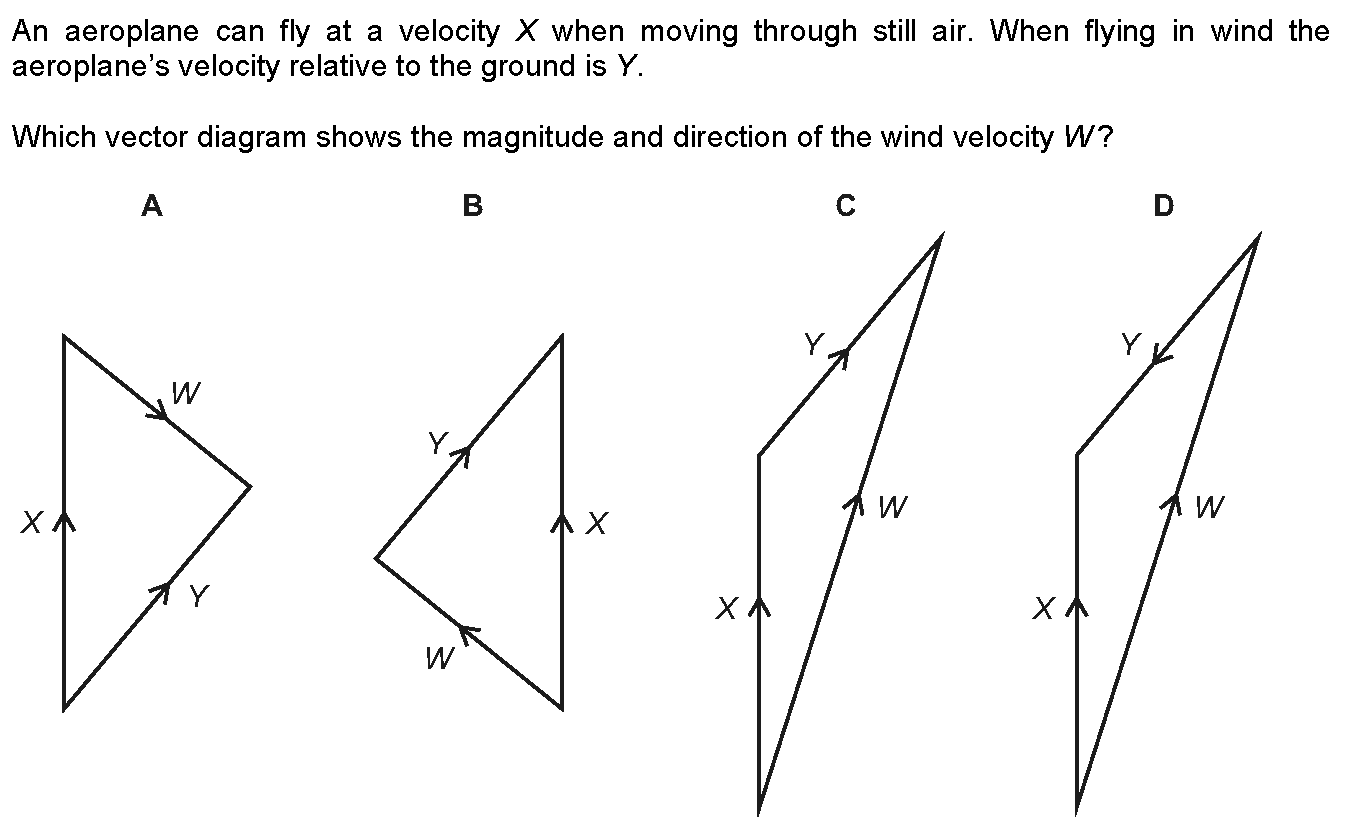 An aeroplane can fly at a velocity X when moving through still air. When flying in wind the
aeroplane's velocity relative to the ground is Y.
Which vector diagram shows the magnitude and direction of the wind velocity W?
A B C D
W
X
Y
Y
X
W
Y
W
X
Y
W
X